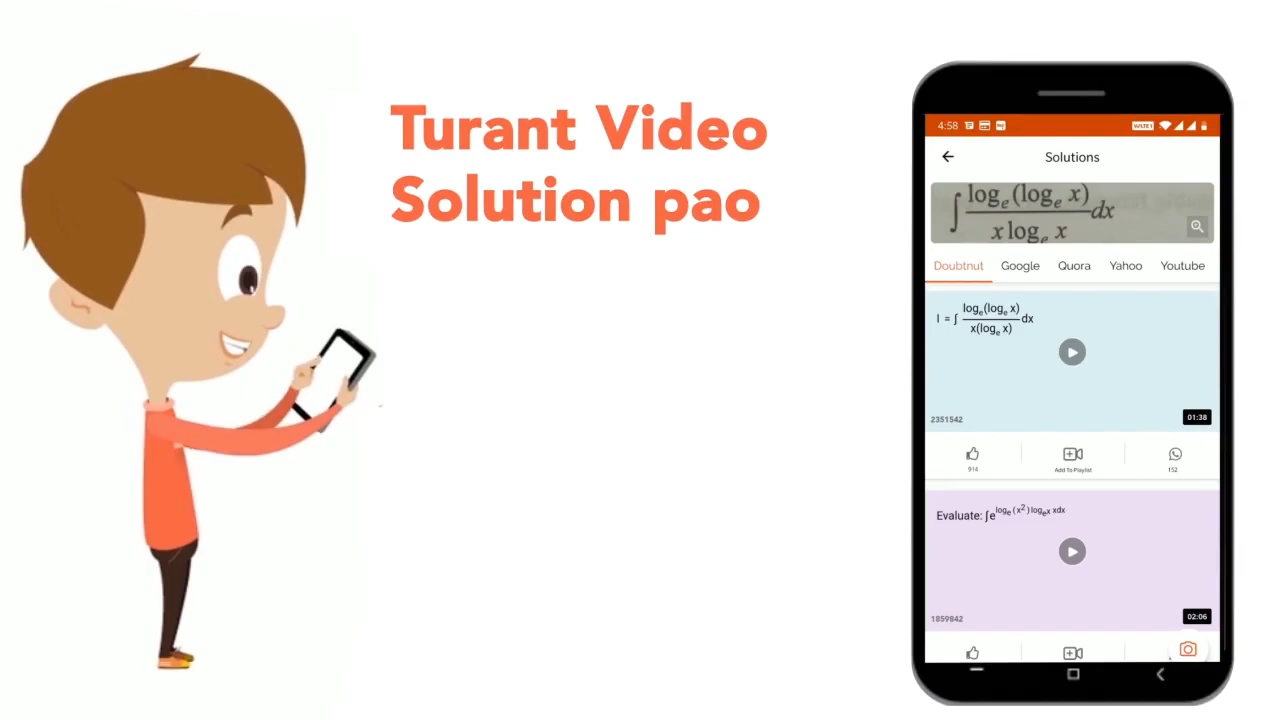 Turant Video
Solution pao
4:58
VoLTE1
Solutions
∫ logₑ(logₑ x) / x logₑ x dx
Doubtnut Google Quora Yahoo Youtube
I = ∫ logₑ(logₑ x) / x(logₑ x) dx
2351542 01:38
914 Add To Playlist 152
Evaluate: ∫e^logₑ(x²)logₑx xdx
1859842 02:06